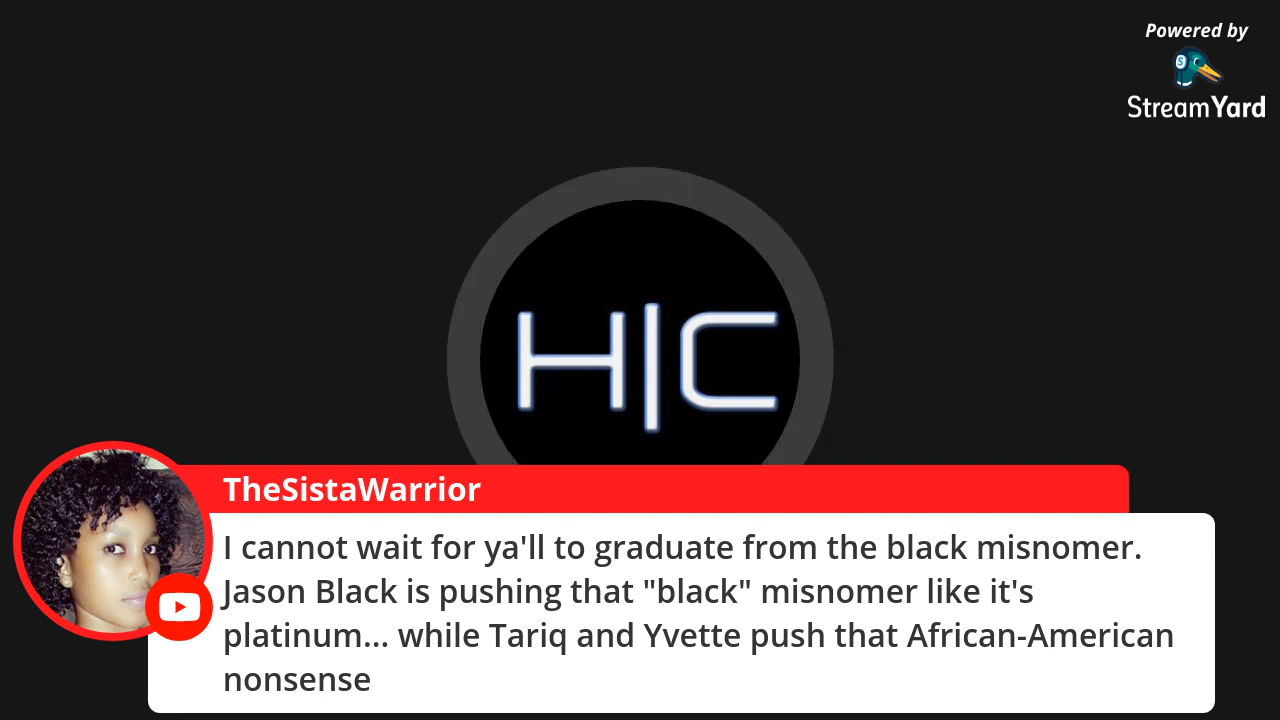 Powered by
StreamYard
H|C
TheSistaWarrior
I cannot wait for ya'll to graduate from the black misnomer.
Jason Black is pushing that "black" misnomer like it's
platinum... while Tariq and Yvette push that African-American
nonsense